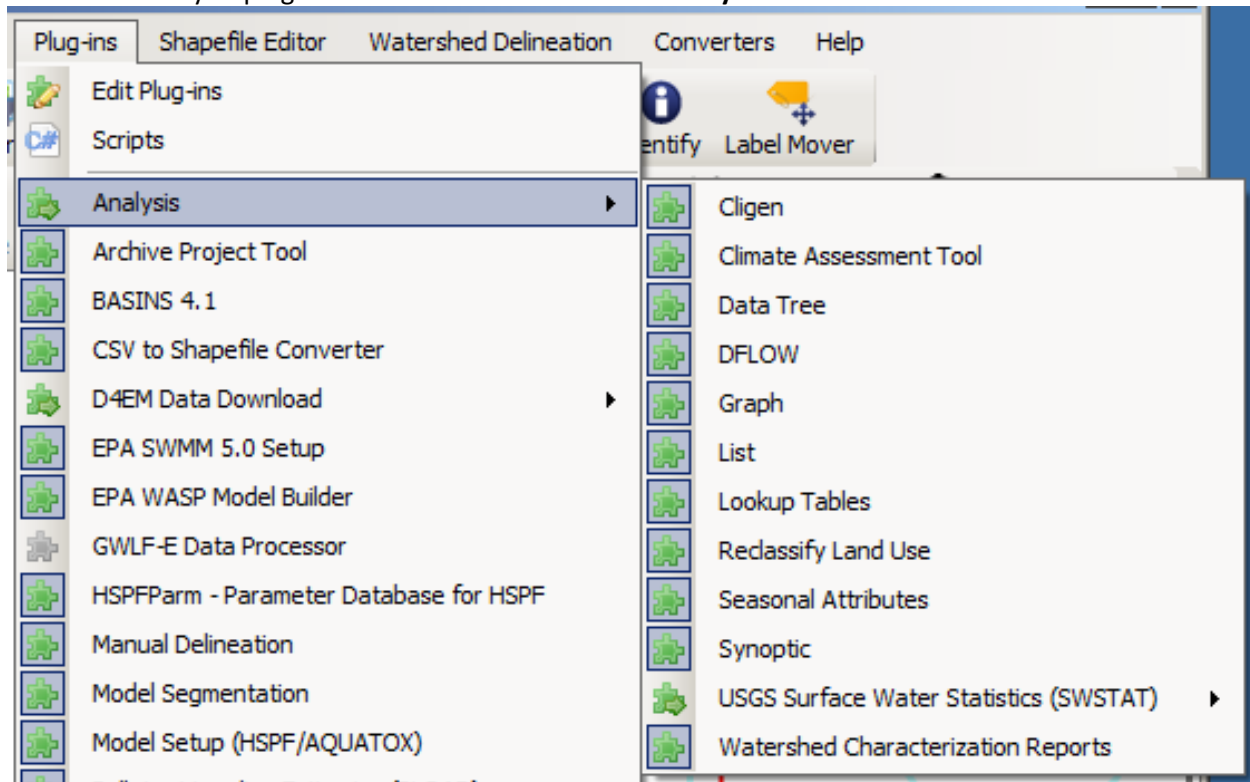 Plug-ins Shapefile Editor Watershed Delineation Converters Help
Edit Plug-ins
C# Scripts
entify Label Mover
Analysis
Archive Project Tool
BASINS 4.1
CSV to Shapefile Converter
D4EM Data Download
EPA SWMM 5.0 Setup
EPA WASP Model Builder
GWLF-E Data Processor
HSPFParm - Parameter Database for HSPF
Manual Delineation
Model Segmentation
Model Setup (HSPF/AQUATOX)
Cligen
Climate Assessment Tool
Data Tree
DFLOW
Graph
List
Lookup Tables
Reclassify Land Use
Seasonal Attributes
Synoptic
USGS Surface Water Statistics (SWSTAT)
Watershed Characterization Reports